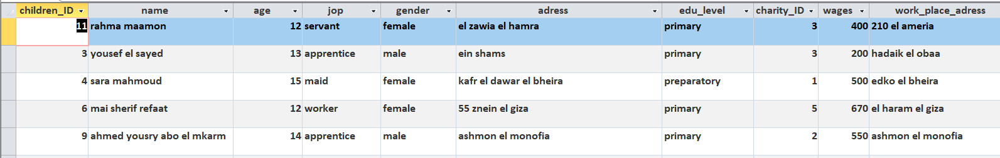 children_ID name age jop gender adress edu_level charity_ID wages work_place_adress
11 rahma maamon 12 servant female el zawia el hamra primary 3 400 210 el ameria
3 yousef el sayed 13 apprentice male ein shams primary 3 200 hadaik el obaa
4 sara mahmoud 15 maid female kafr el dawar el bheira preparatory 1 500 edko el bheira
6 mai sherif refaat 12 worker female 55 znein el giza primary 5 670 el haram el giza
9 ahmed yousry abo el mkarm 14 apprentice male ashmon el monofia primary 2 550 ashmon el monofia